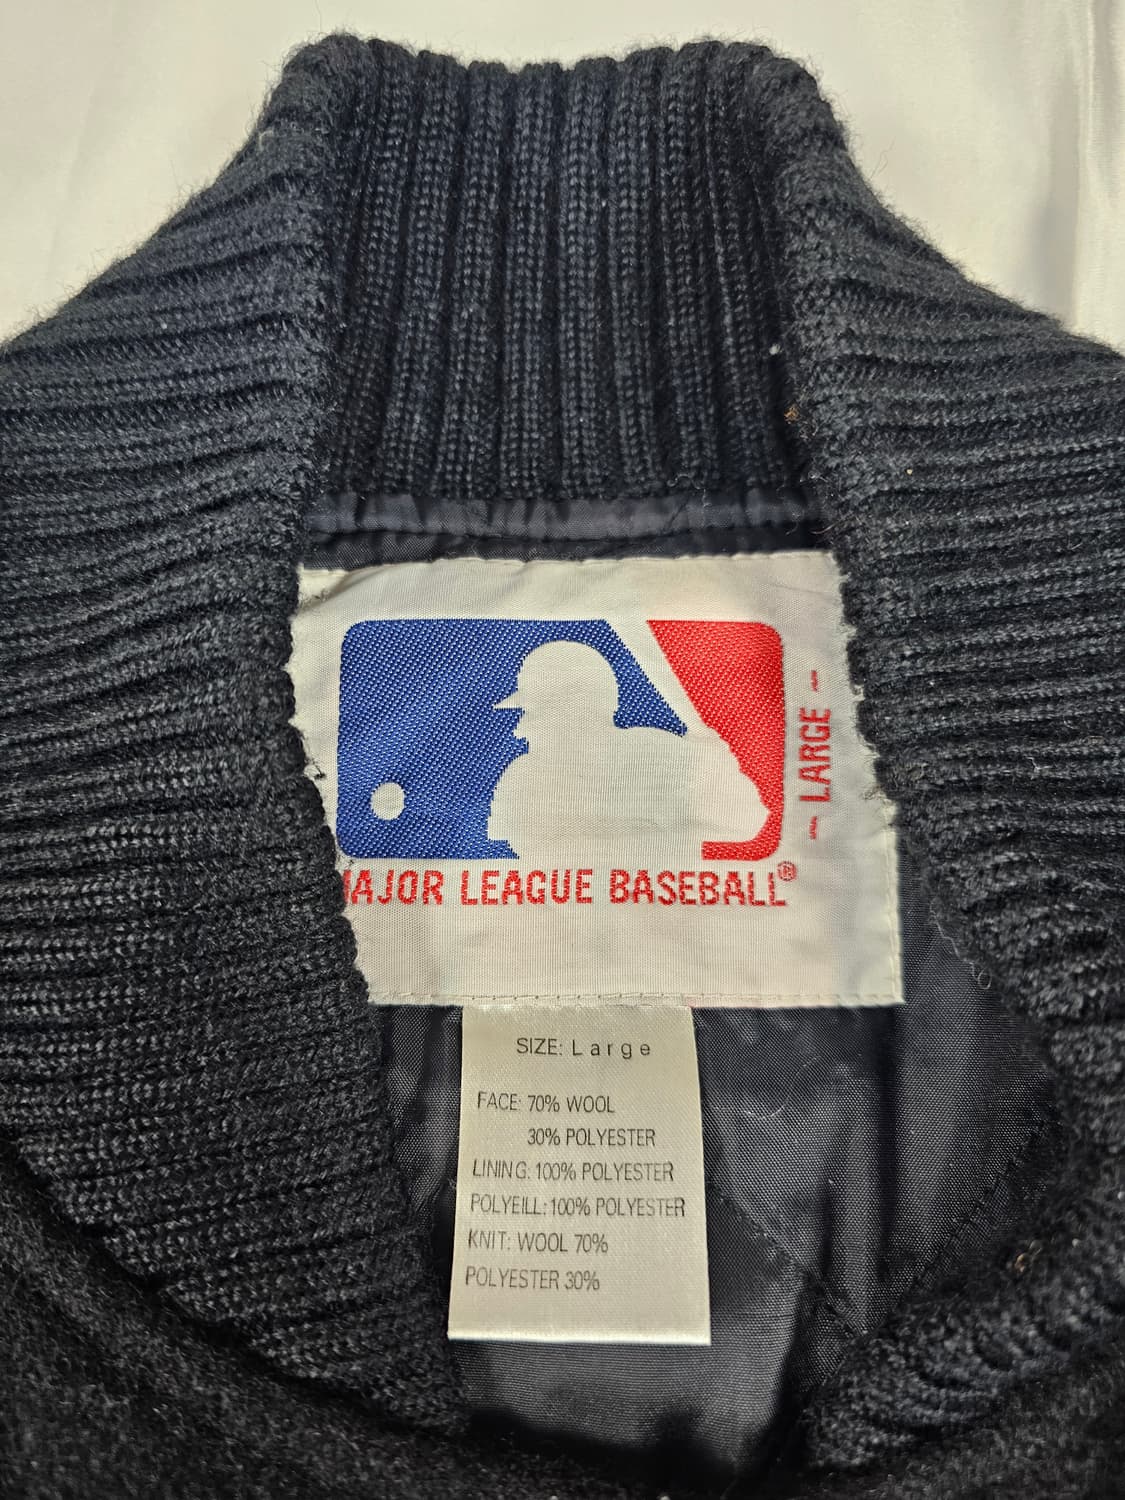 MAJOR LEAGUE BASEBALL®
- LARGE -
SIZE: Large
FACE: 70% WOOL
30% POLYESTER
LINING: 100% POLYESTER
POLYEILL: 100% POLYESTER
KNIT: WOOL 70%
POLYESTER 30%